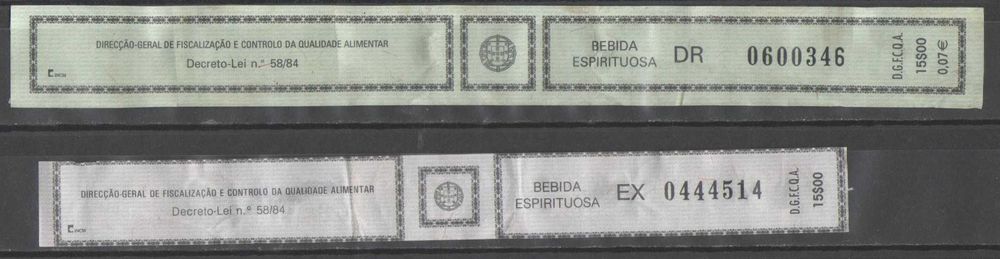 DIRECÇÃO-GERAL DE FISCALIZAÇÃO E CONTROLO DA QUALIDADE ALIMENTAR
Decreto-Lei n.º 58/84
INCM
BEBIDA
ESPIRITUOSA
DR 0600346
D.G.F.C.Q.A.
15$00
0,07€
DIRECÇÃO-GERAL DE FISCALIZAÇÃO E CONTROLO DA QUALIDADE ALIMENTAR
Decreto-Lei n.º 58/84
INCM
BEBIDA
ESPIRITUOSA
EX 0444514
D.G.F.C.Q.A.
15$00